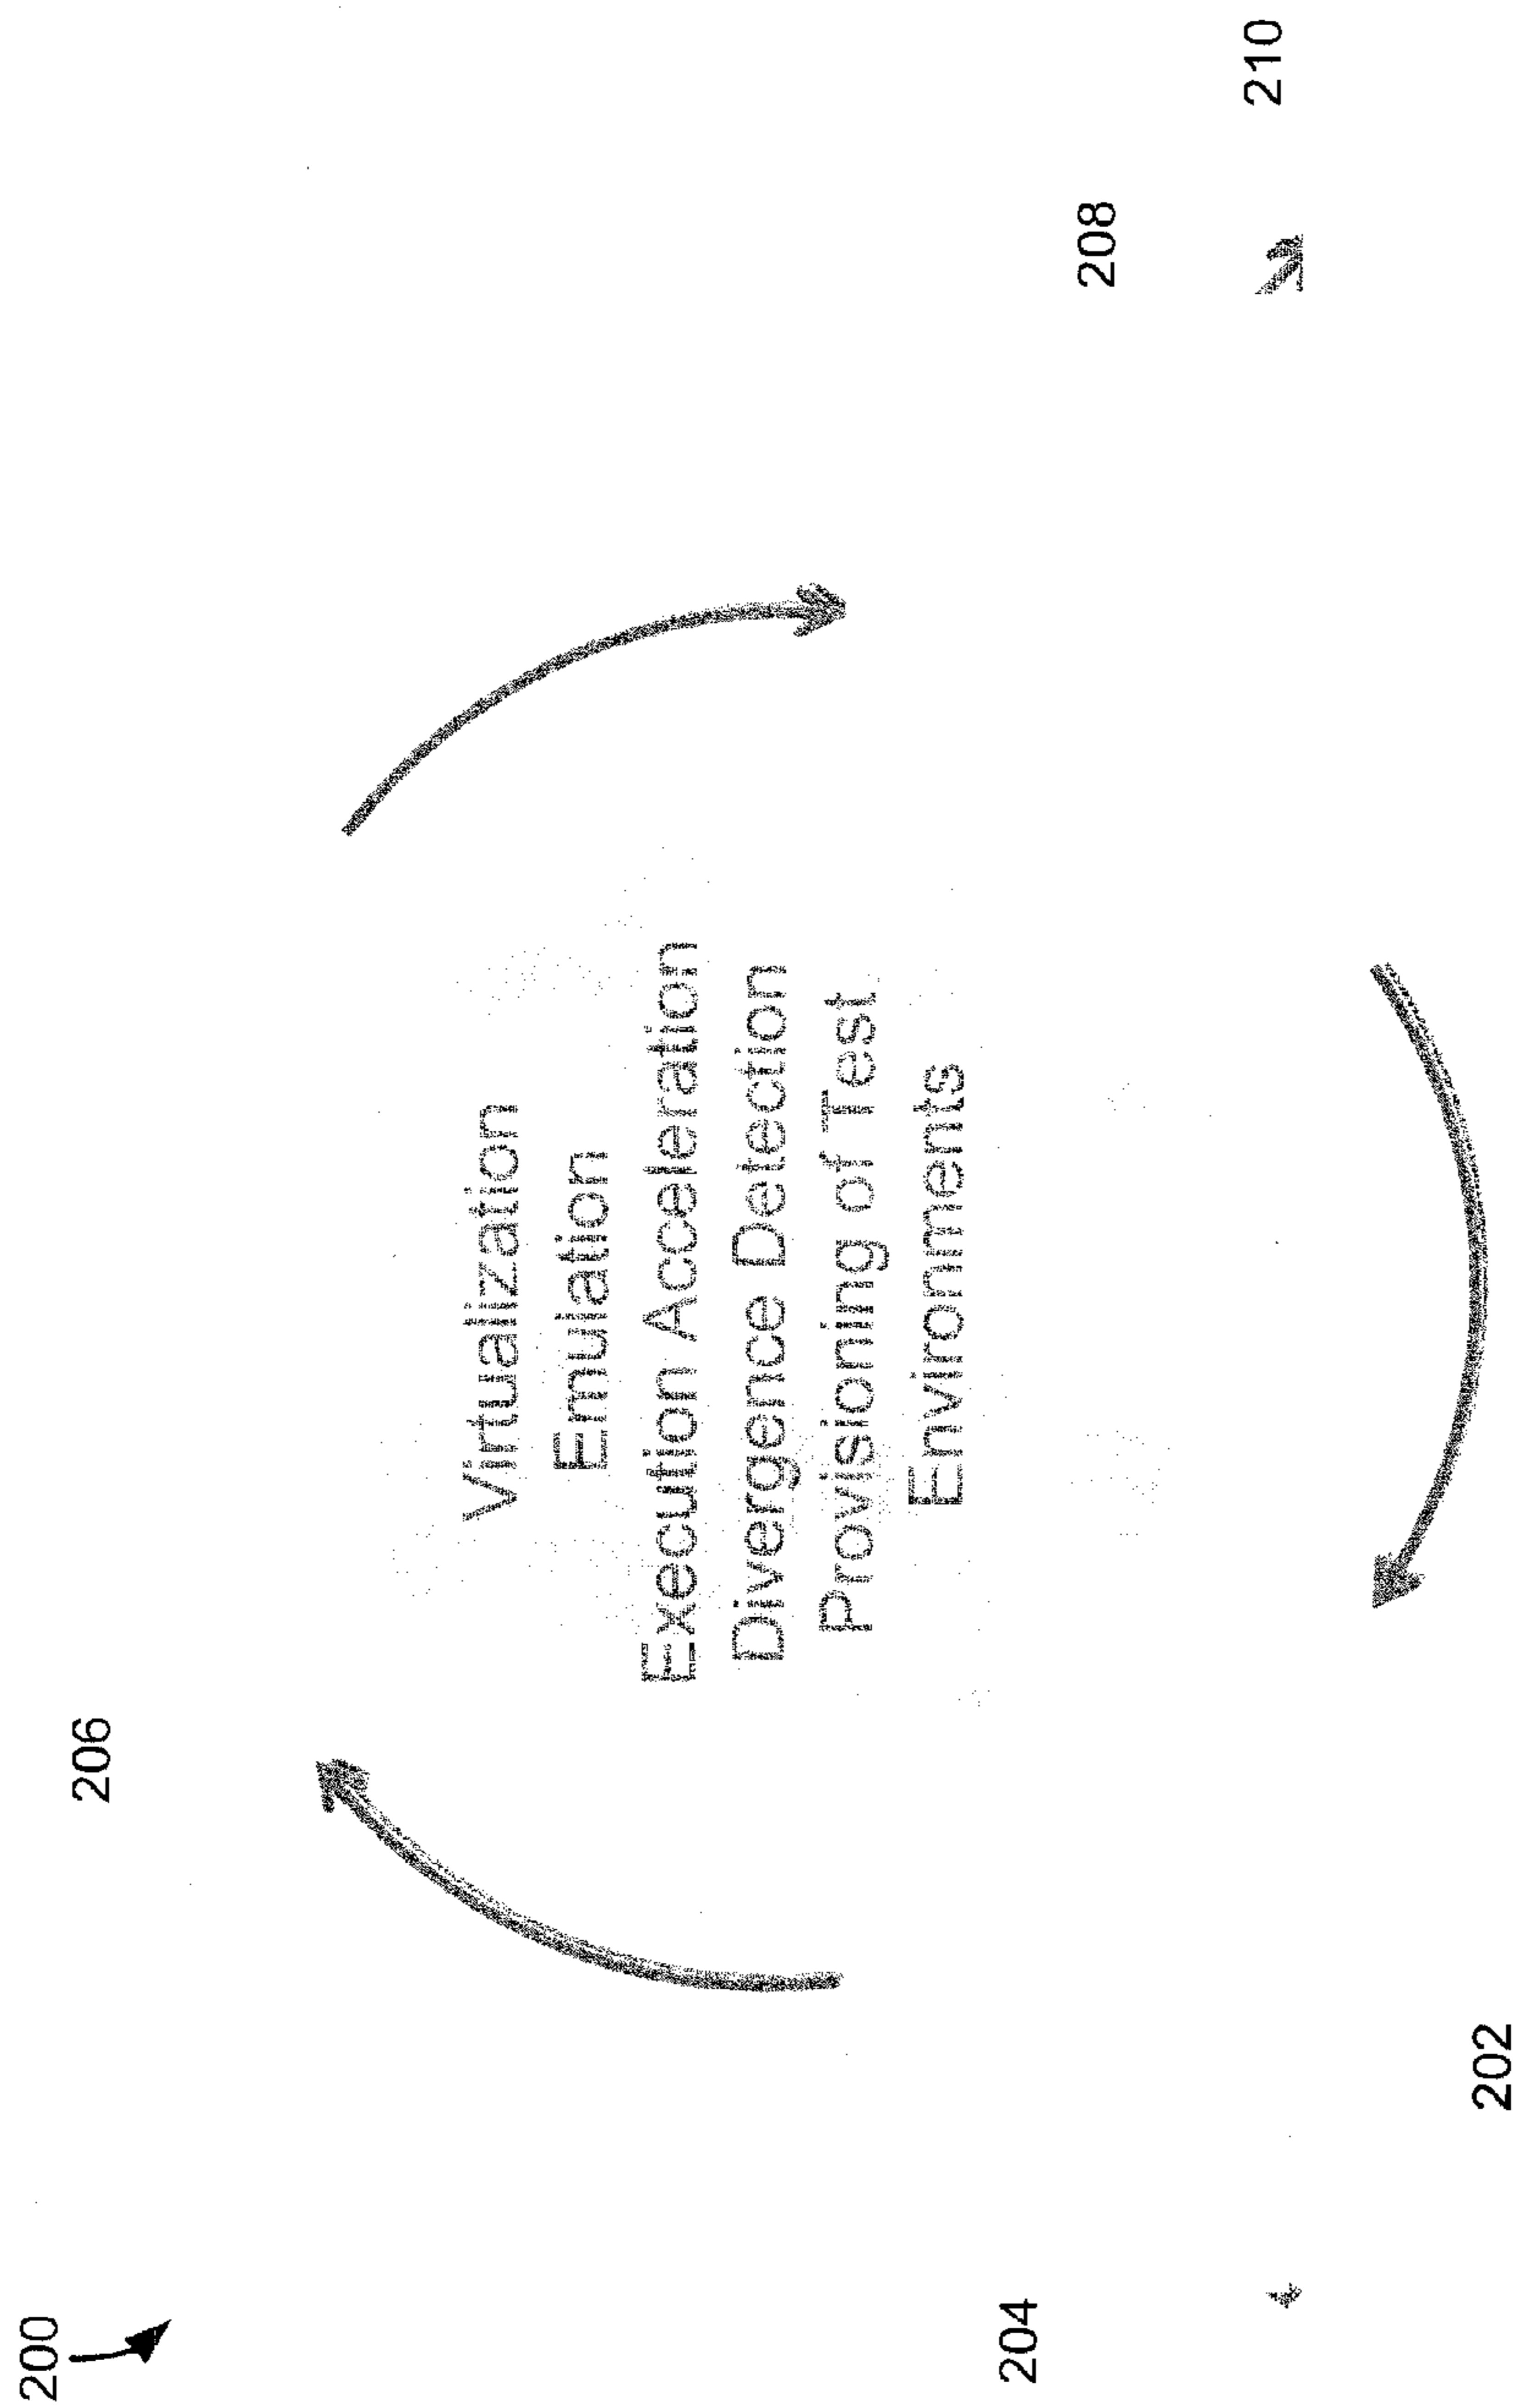 200
206
Virtualization
Emulation
Execution Acceleration
Divergence Detection
Provisioning of Test
Environments
204
208
202
210